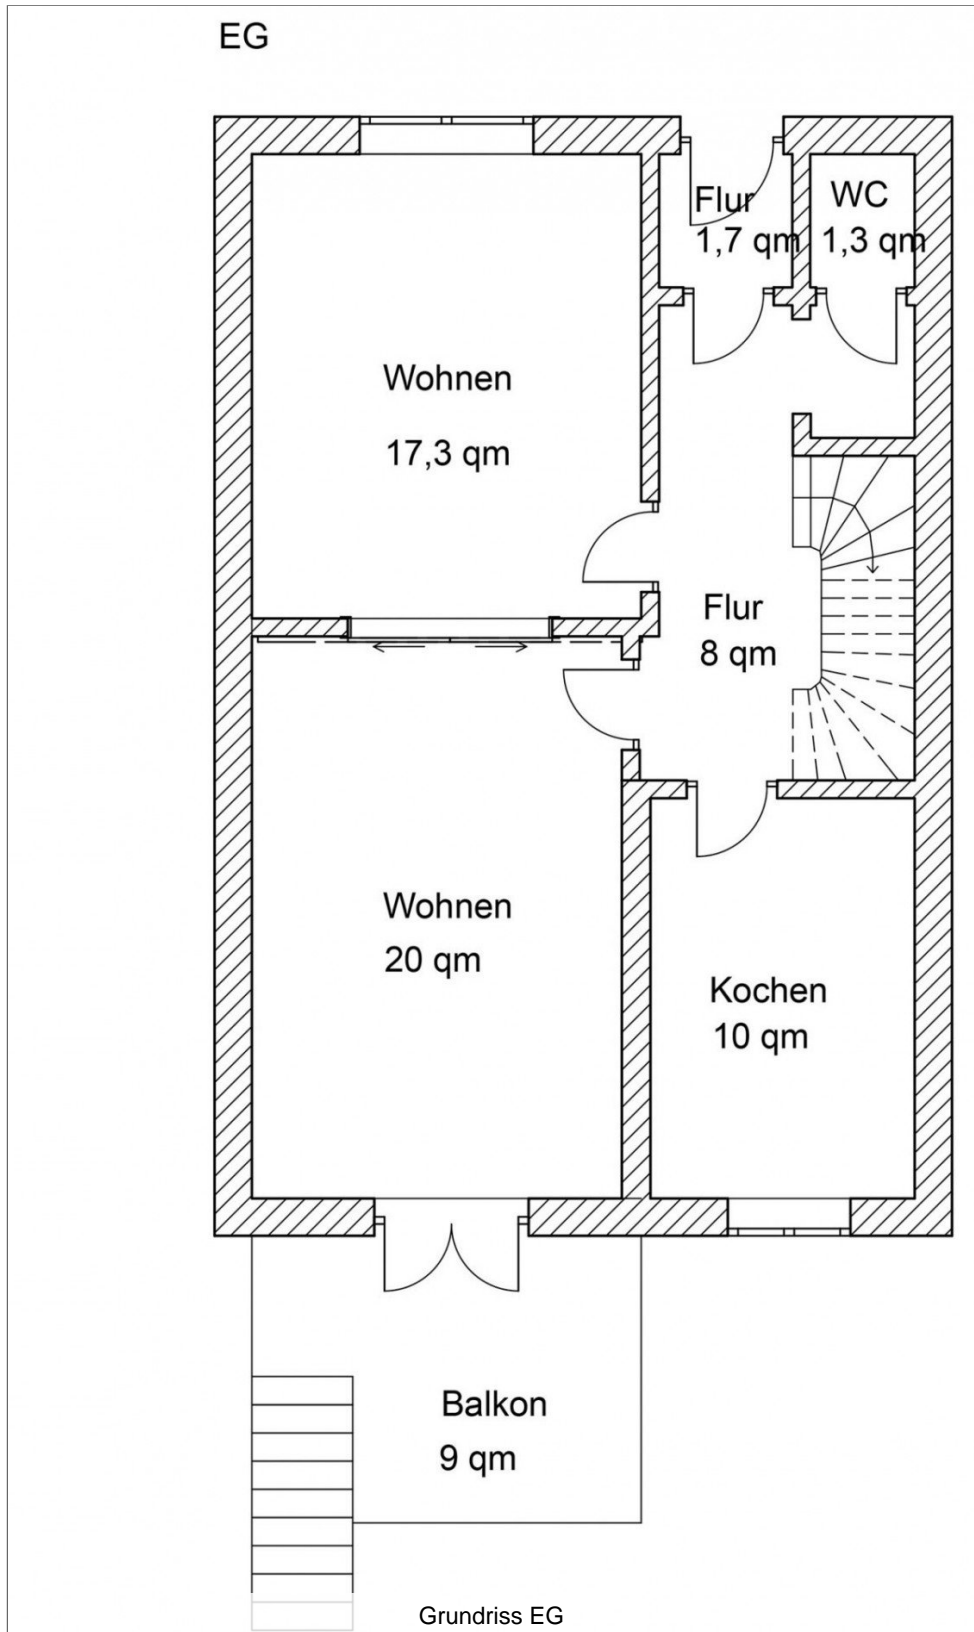 EG
Flur
1,7 qm
WC
1,3 qm
Wohnen
17,3 qm
Flur
8 qm
Wohnen
20 qm
Kochen
10 qm
Balkon
9 qm
Grundriss EG